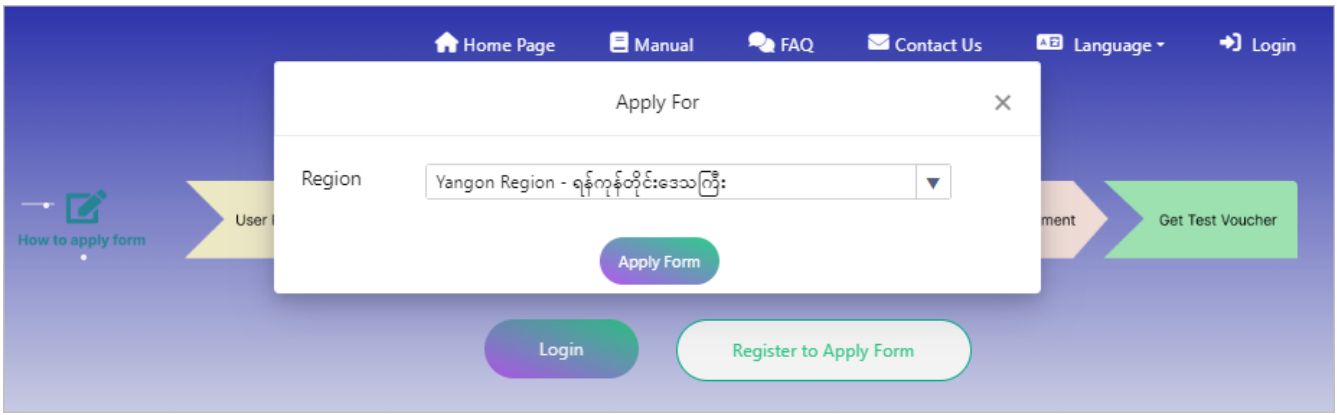 Home Page
Manual
FAQ
Contact Us
Language
Login
Apply For
Region
Yangon Region - ရန်ကုန်တိုင်းဒေသကြီး
How to apply form
User
ment
Get Test Voucher
Apply Form
Login
Register to Apply Form